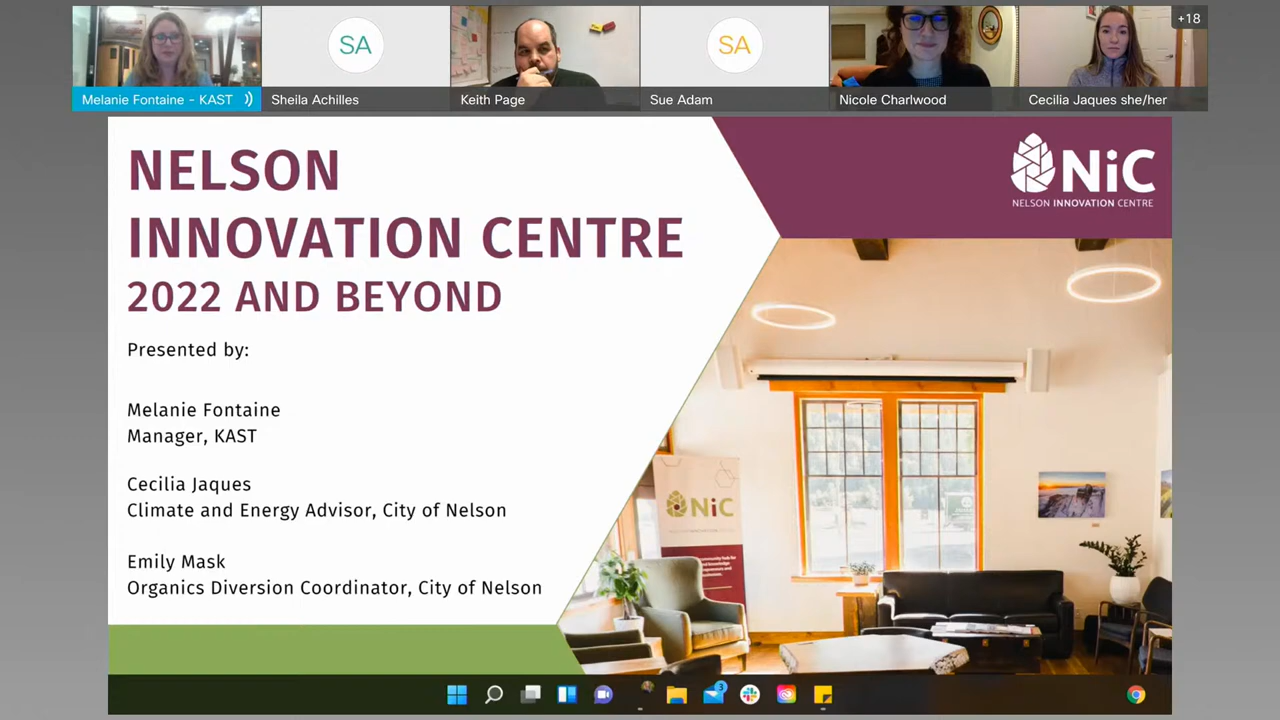 +18
SA
SA
Melanie Fontaine - KAST
Sheila Achilles
Keith Page
Sue Adam
Nicole Charlwood
Cecilia Jaques she/her
NELSON
INNOVATION CENTRE
2022 AND BEYOND
Presented by:
Melanie Fontaine
Manager, KAST
Cecilia Jaques
Climate and Energy Advisor, City of Nelson
Emily Mask
Organics Diversion Coordinator, City of Nelson
NiC
NELSON INNOVATION CENTRE
NiC
3